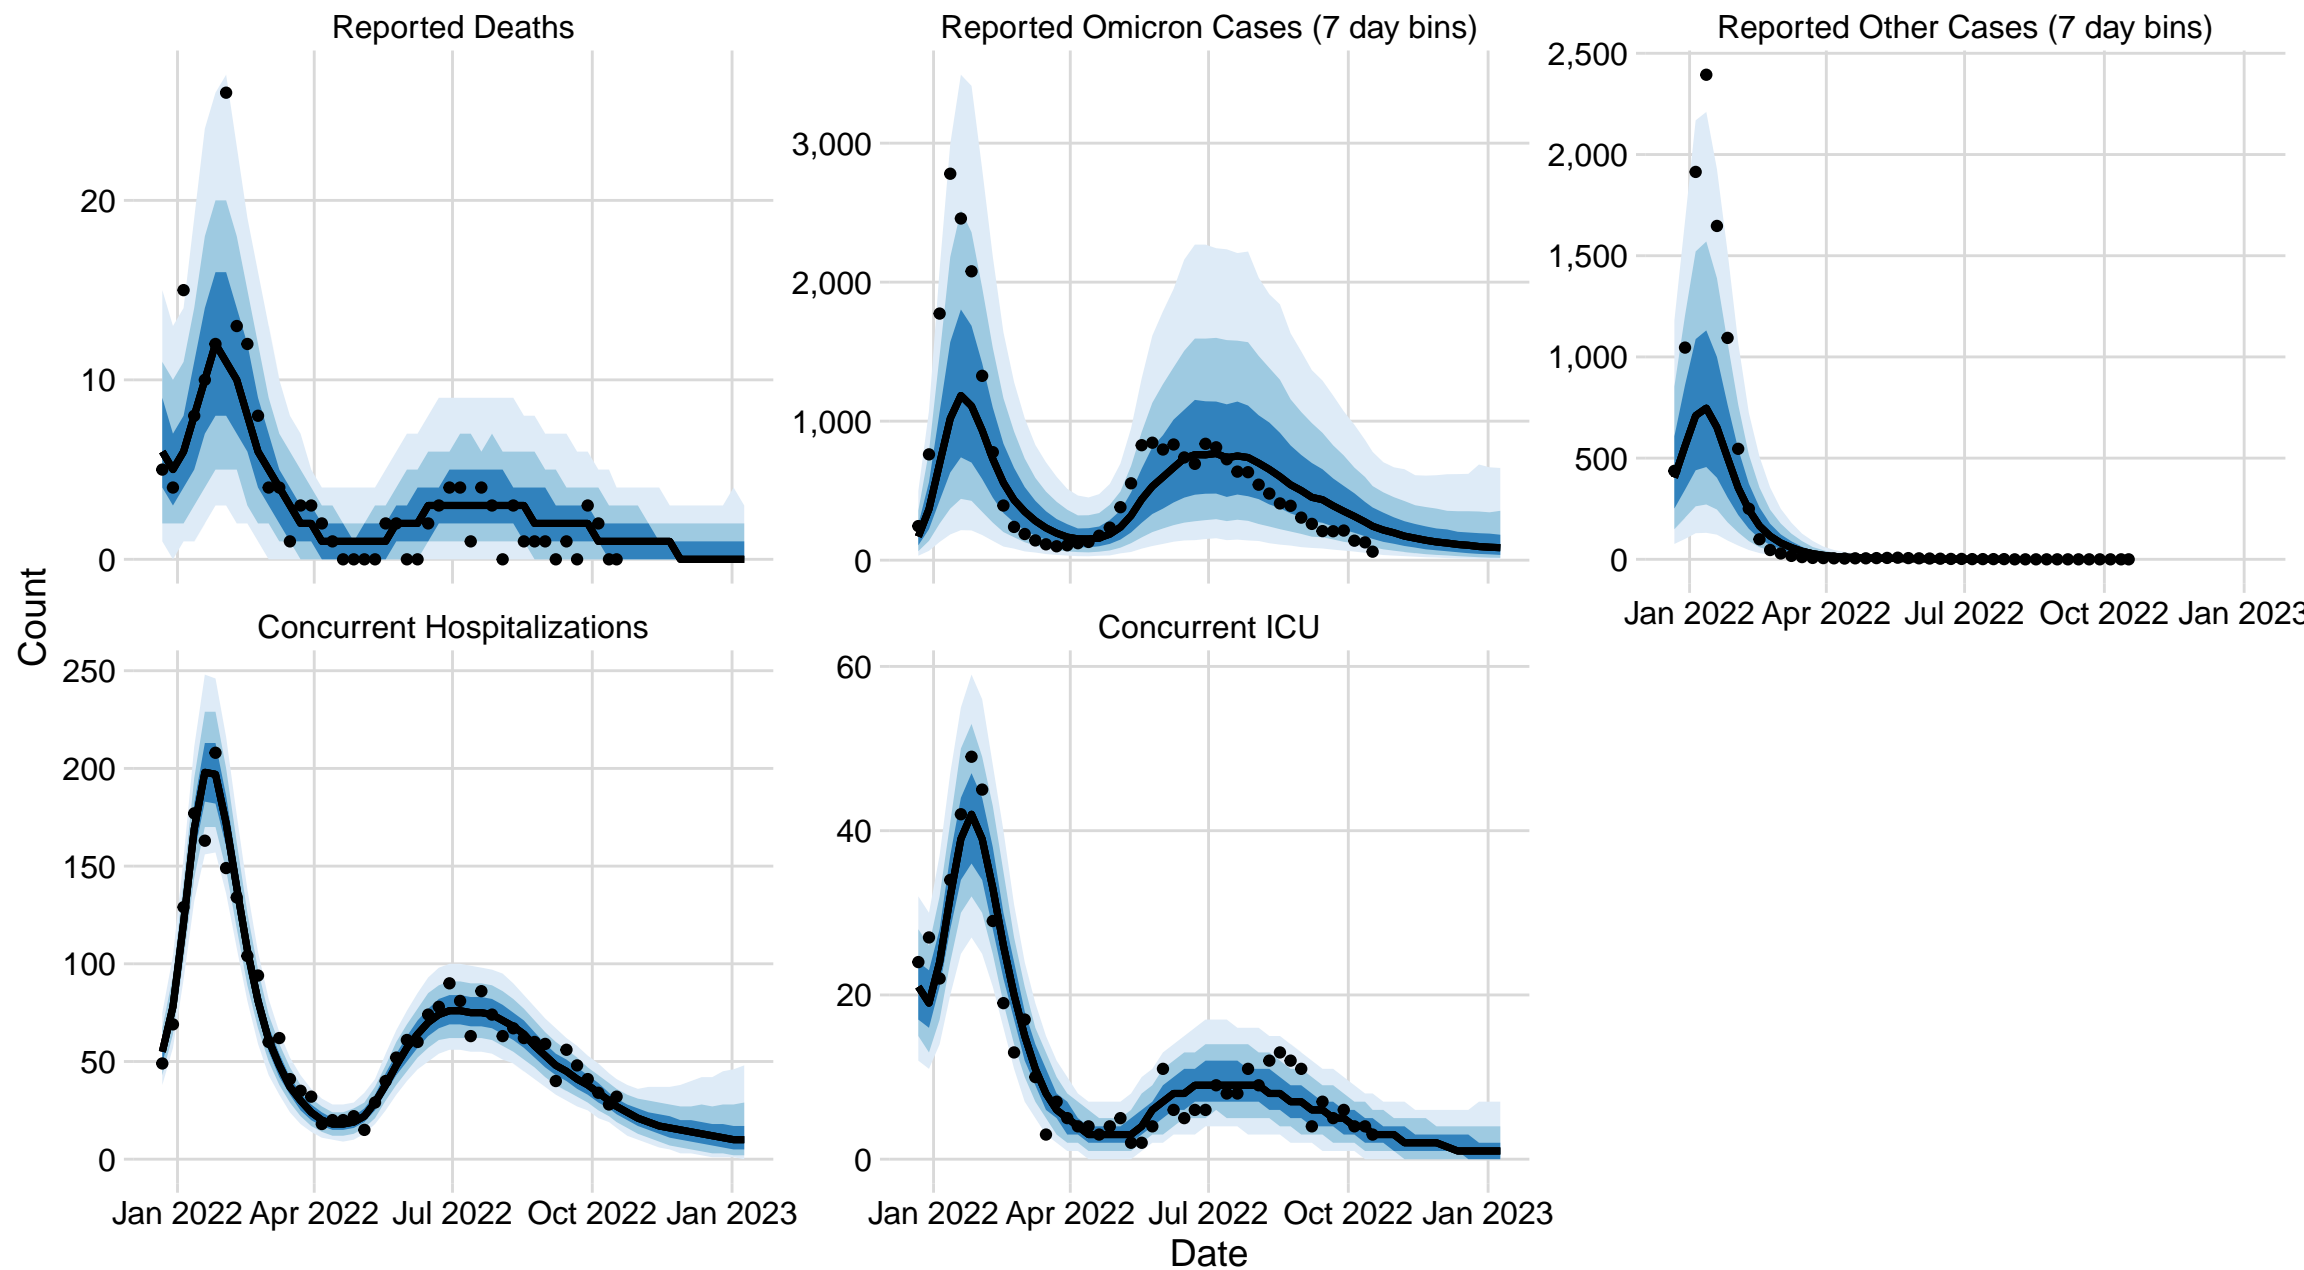 Reported Deaths
Reported Omicron Cases (7 day bins)
Reported Other Cases (7 day bins)
20
10
0
3,000
2,000
1,000
0
2,500
2,000
1,500
1,000
500
0
Jan 2022 Apr 2022 Jul 2022 Oct 2022 Jan 2023
Count
Concurrent Hospitalizations
Concurrent ICU
250
200
150
100
50
0
60
40
20
0
Jan 2022 Apr 2022 Jul 2022 Oct 2022 Jan 2023
Jan 2022 Apr 2022 Jul 2022 Oct 2022 Jan 2023
Date